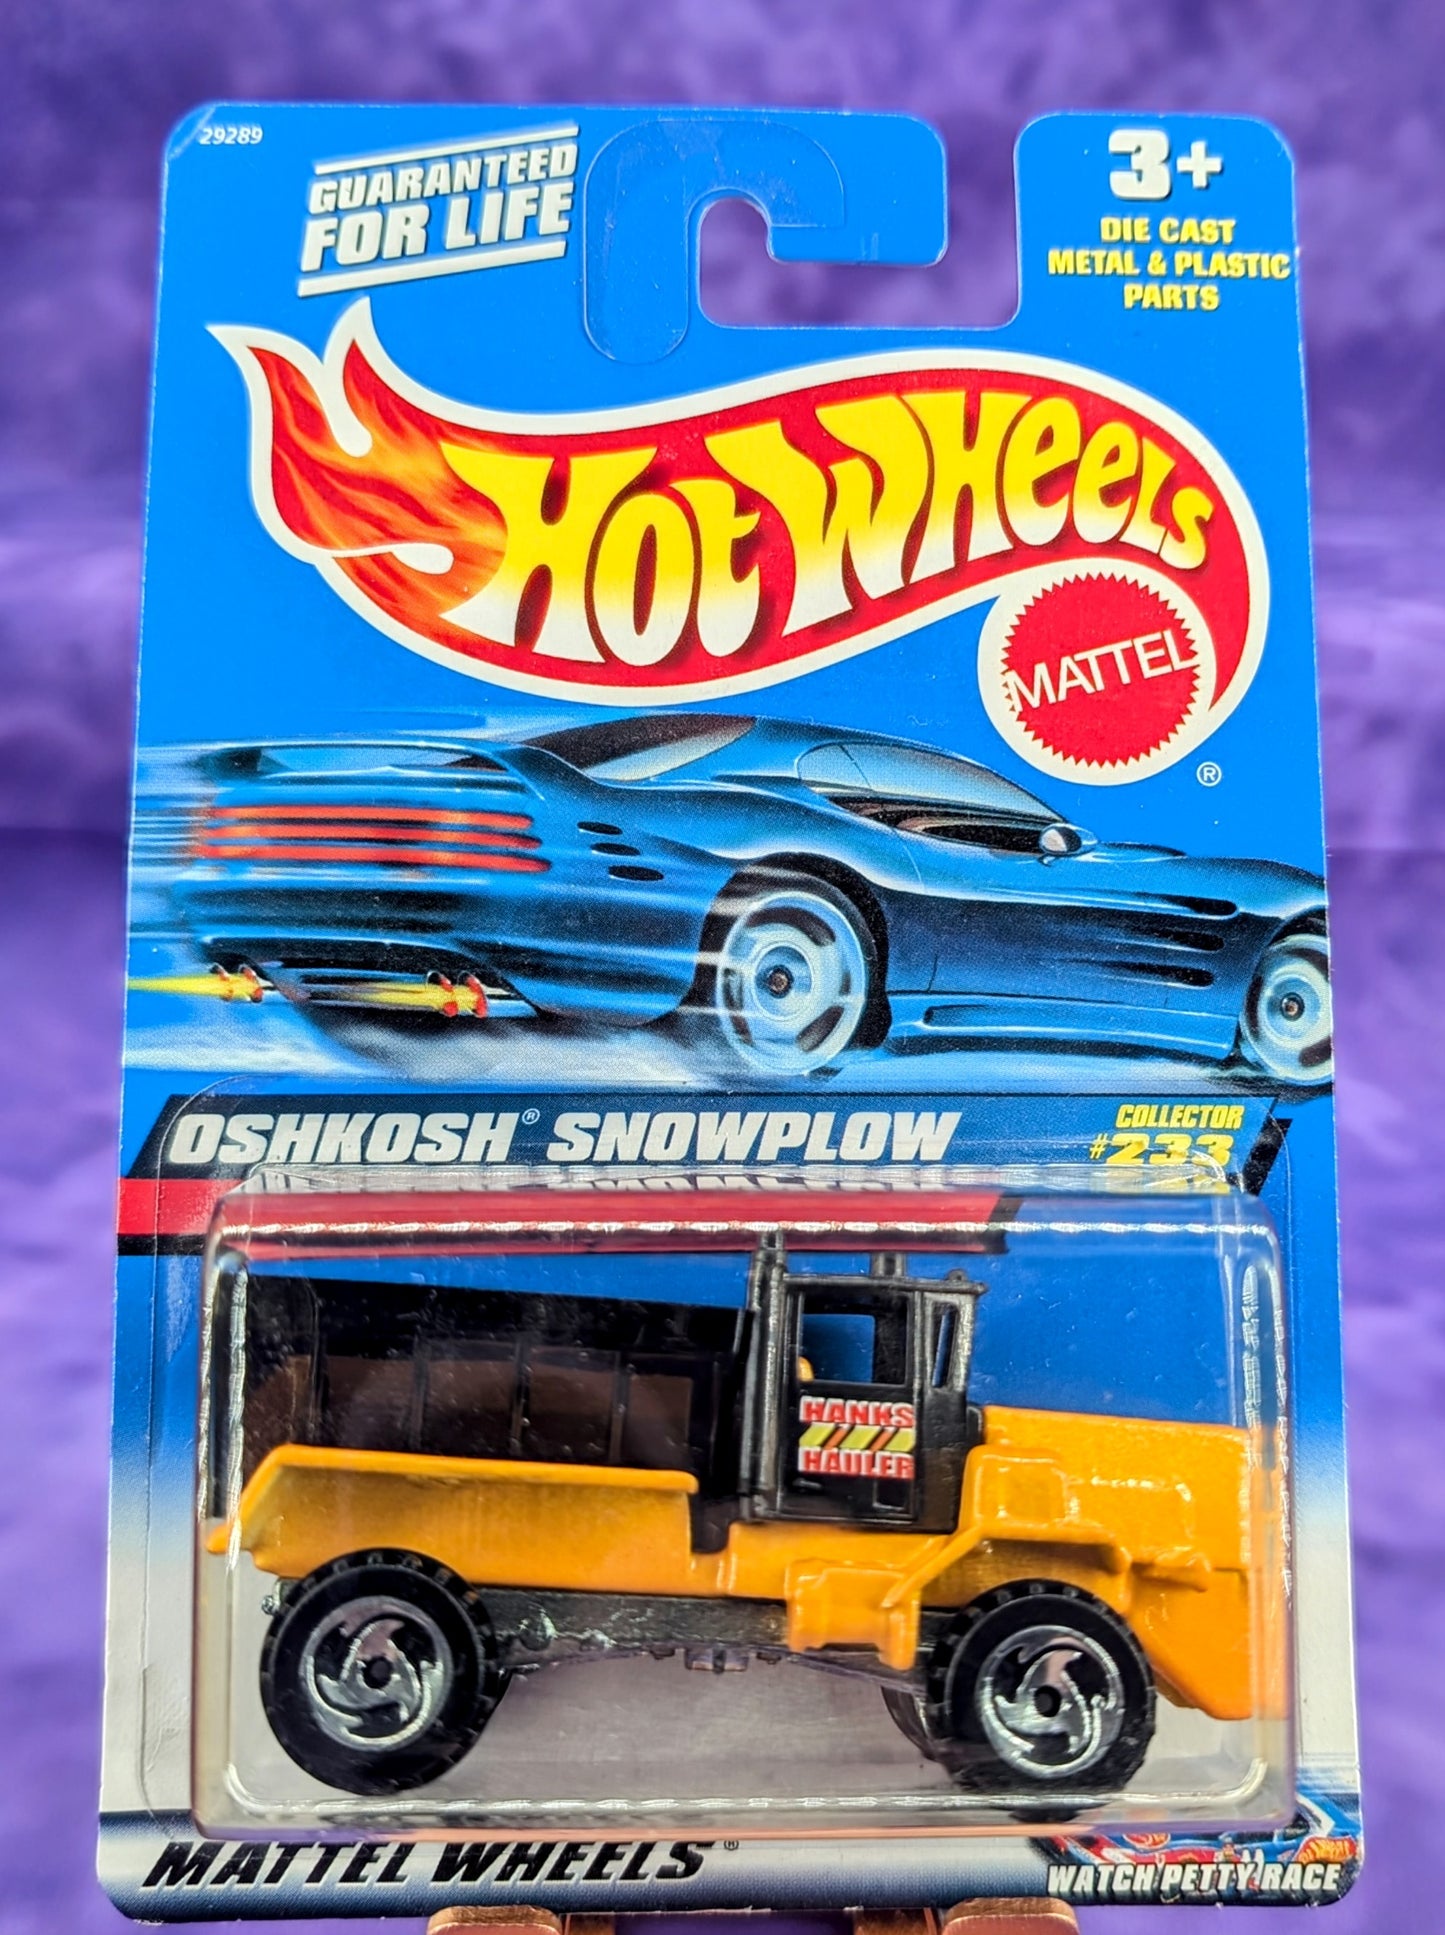 29289
GUARANTEED
FOR LIFE
3+
DIE CAST
METAL & PLASTIC
PARTS
HOT WHEELS
MATTEL
®
OSHKOSH® SNOWPLOW
COLLECTOR
#233
HANKS
HAULER
MATTEL WHEELS®
WATCH PETTY RACE